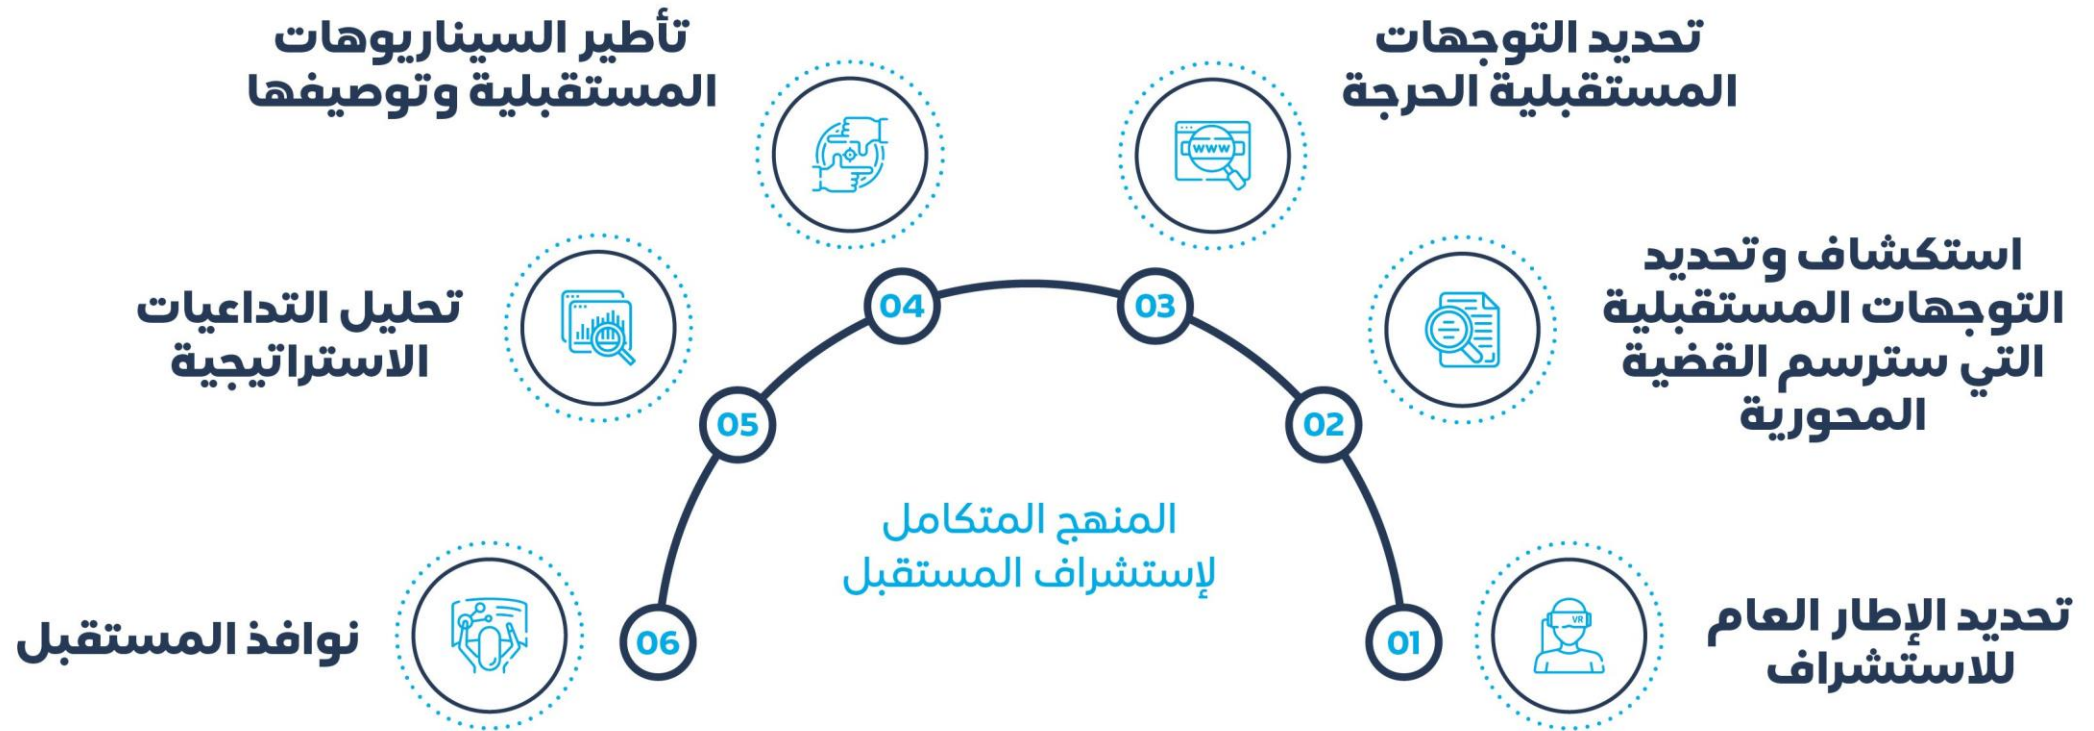 المنهج المتكامل
لإستشراف المستقبل
01
تحديد الإطار العام
للاستشراف
VR
02
استكشاف وتحديد
التوجهات المستقبلية
التي سترسم القضية
المحورية
03
تحديد التوجهات
المستقبلية الحرجة
www
04
تأطير السيناريوهات
المستقبلية وتوصيفها
05
تحليل التداعيات
الاستراتيجية
06
نوافذ المستقبل